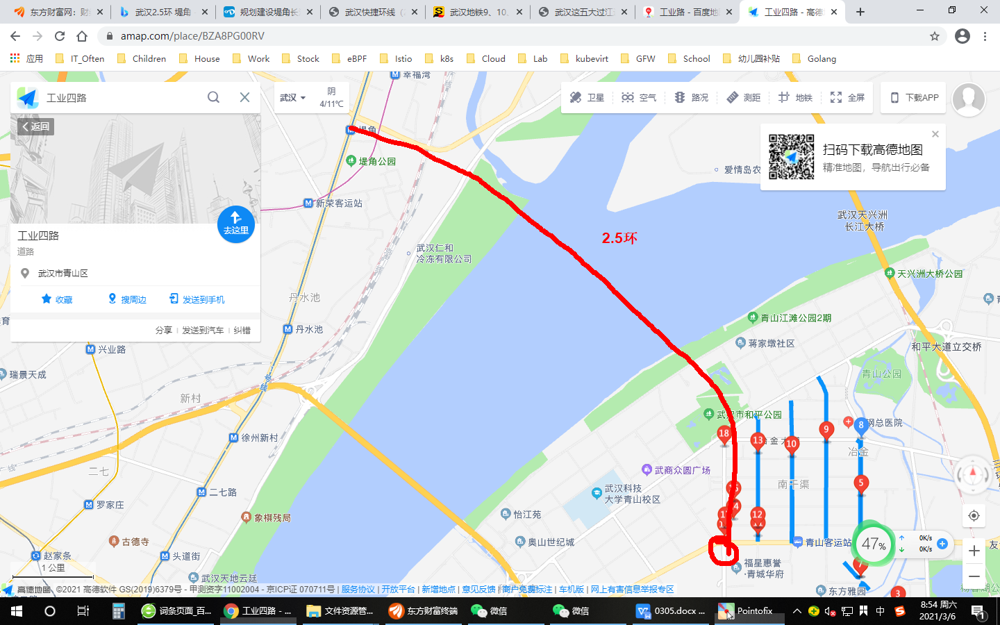 东方财富网：财
武汉2.5环 堤角
规划建设堤角长
武汉快捷环线（
武汉地铁9、10、
武汉这五大过江
工业路 - 百度地
工业四路 - 高德
amap.com/place/BZA8PG00RV
应用
IT_Often
Children
House
Work
Stock
eBPF
Istio
k8s
Cloud
Lab
kubevirt
GFW
School
幼儿园补贴
Golang
工业四路
返回
去这里
工业四路
道路
武汉市青山区
收藏
搜周边
发送到手机
分享
发送到汽车
纠错
武汉
阴
4/11℃
卫星
空气
路况
测距
地铁
全屏
下载APP
扫码下载高德地图
精准地图，导航出行必备
幸福湾
堤角
堤角公园
新荣客运站
武汉仁和
冷冻有限公司
2.5环
爱情岛农
武汉天兴洲
长江大桥
天兴洲大桥公园
青山江滩公园2期
蒋家墩社区
和平大道立交桥
青山公园
丹水池
丹水池
兴业路
瑞景天成
新村
徐州新村
二七
二七路
罗家庄
象棋残局
古德寺
赵家条
头道街
武汉天地云廷
武汉市和平公园
18
13
10
9
8
5
12
7
3
冶金
南干渠
武商众圆广场
武汉科技
大学青山校区
怡江苑
奥山世纪城
青山客运站
福星惠誉
·青城华府
东方雅园
47%
0K/s
0K/s
1 公里
高德地图
©2021 高德软件 GS(2019)6379号 - 甲测资字11002004 - 京ICP证 070711号 | 服务协议 | 开放平台 | 新增地点 | 意见反馈 | 商户免费标注 | 车机版 | 网上有害信息举报专区
词条页面_百...
工业四路 - ...
文件资源管...
东方财富终端
微信
微信
0305.docx ...
Pointofix
中
8:54 周六
2021/3/6
1